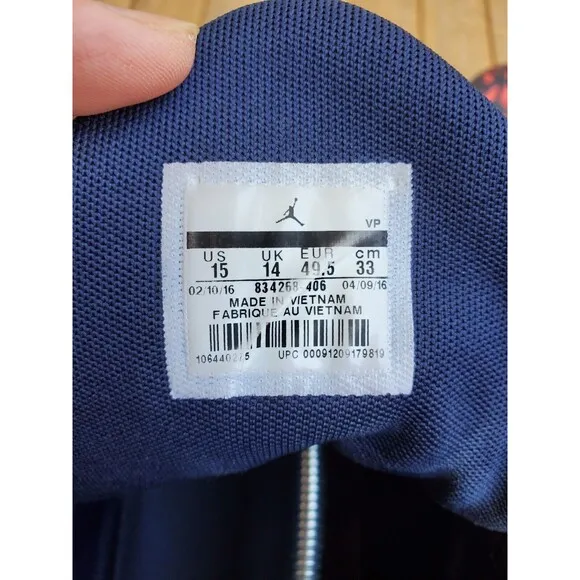 VP
US UK EUR cm
15 14 49,5 33
02/10/16 834268-406 04/09/16
MADE IN VIETNAM
FABRIQUE AU VIETNAM
UPC 00091209179819